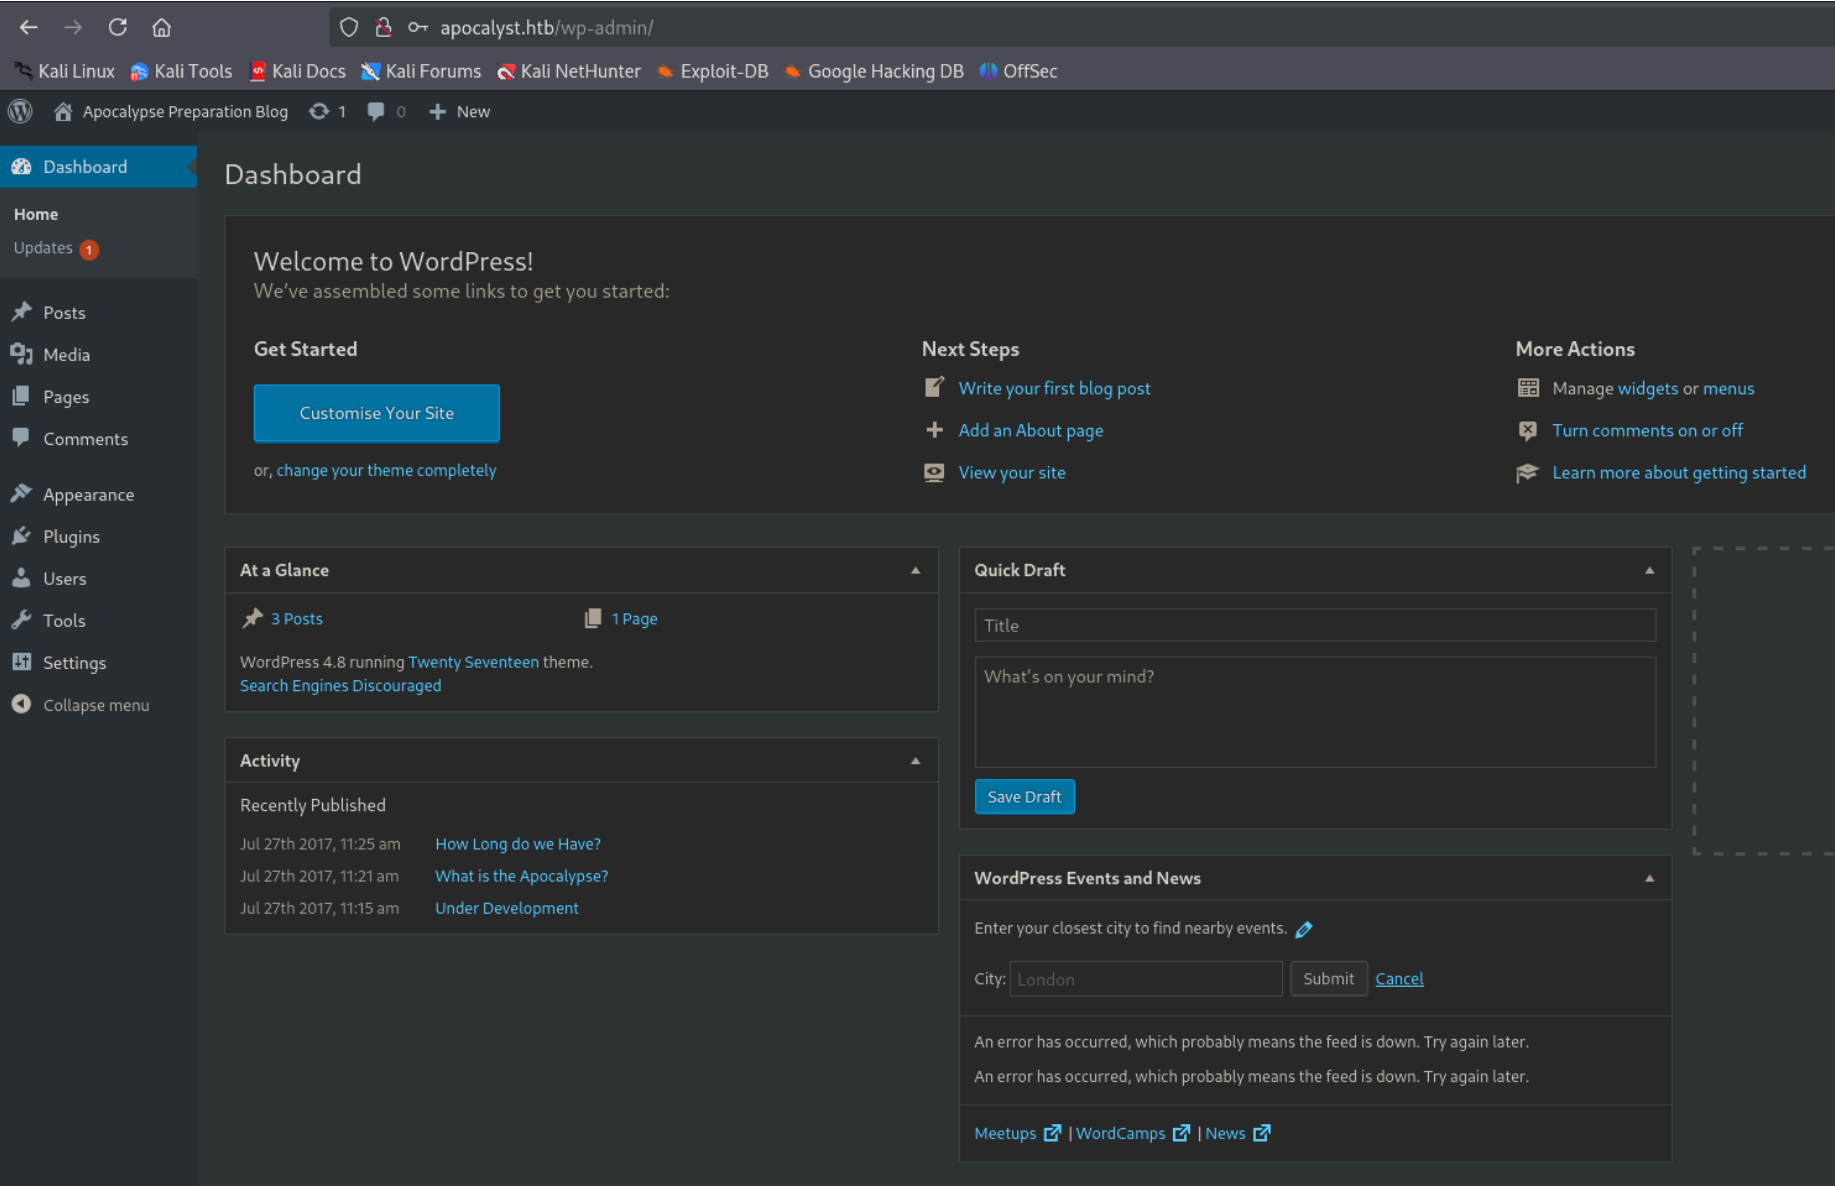 apocalyst.htb/wp-admin/
Kali Linux Kali Tools Kali Docs Kali Forums Kali NetHunter Exploit-DB Google Hacking DB OffSec
Apocalypse Preparation Blog 1 0 New
Dashboard
Home
Updates 1
Posts
Media
Pages
Comments
Appearance
Plugins
Users
Tools
Settings
Collapse menu
Dashboard
Welcome to WordPress!
We've assembled some links to get you started:
Get Started
Customise Your Site
or, change your theme completely
Next Steps
Write your first blog post
Add an About page
View your site
More Actions
Manage widgets or menus
Turn comments on or off
Learn more about getting started
At a Glance
3 Posts 1 Page
WordPress 4.8 running Twenty Seventeen theme.
Search Engines Discouraged
Activity
Recently Published
Jul 27th 2017, 11:25 am How Long do we Have?
Jul 27th 2017, 11:21 am What is the Apocalypse?
Jul 27th 2017, 11:15 am Under Development
Quick Draft
Title
What's on your mind?
Save Draft
WordPress Events and News
Enter your closest city to find nearby events.
City: London Submit Cancel
An error has occurred, which probably means the feed is down. Try again later.
An error has occurred, which probably means the feed is down. Try again later.
Meetups | WordCamps | News